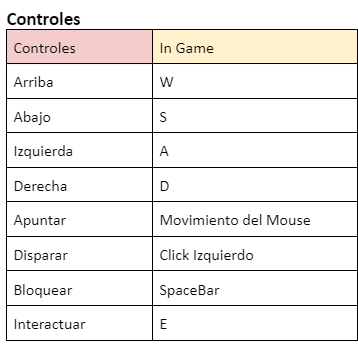 Controles
Controles In Game
Arriba W
Abajo S
Izquierda A
Derecha D
Apuntar Movimiento del Mouse
Disparar Click Izquierdo
Bloquear SpaceBar
Interactuar E